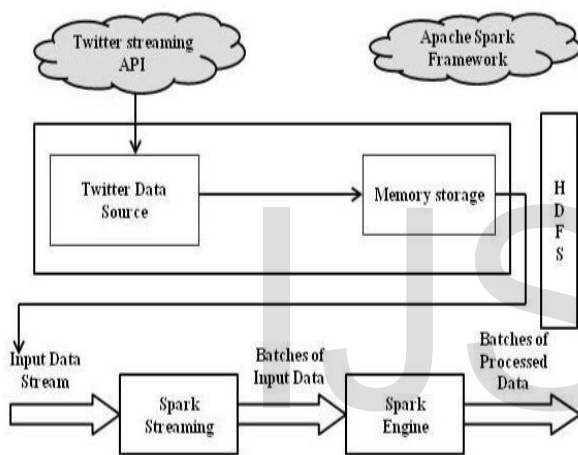 Twitter streaming
API
Apache Spark
Framework
Twitter Data
Source
Memory storage
H
D
F
S
Input Data
Stream
Spark
Streaming
Batches of
Input Data
Spark
Engine
Batches of
Processed
Data
IJS